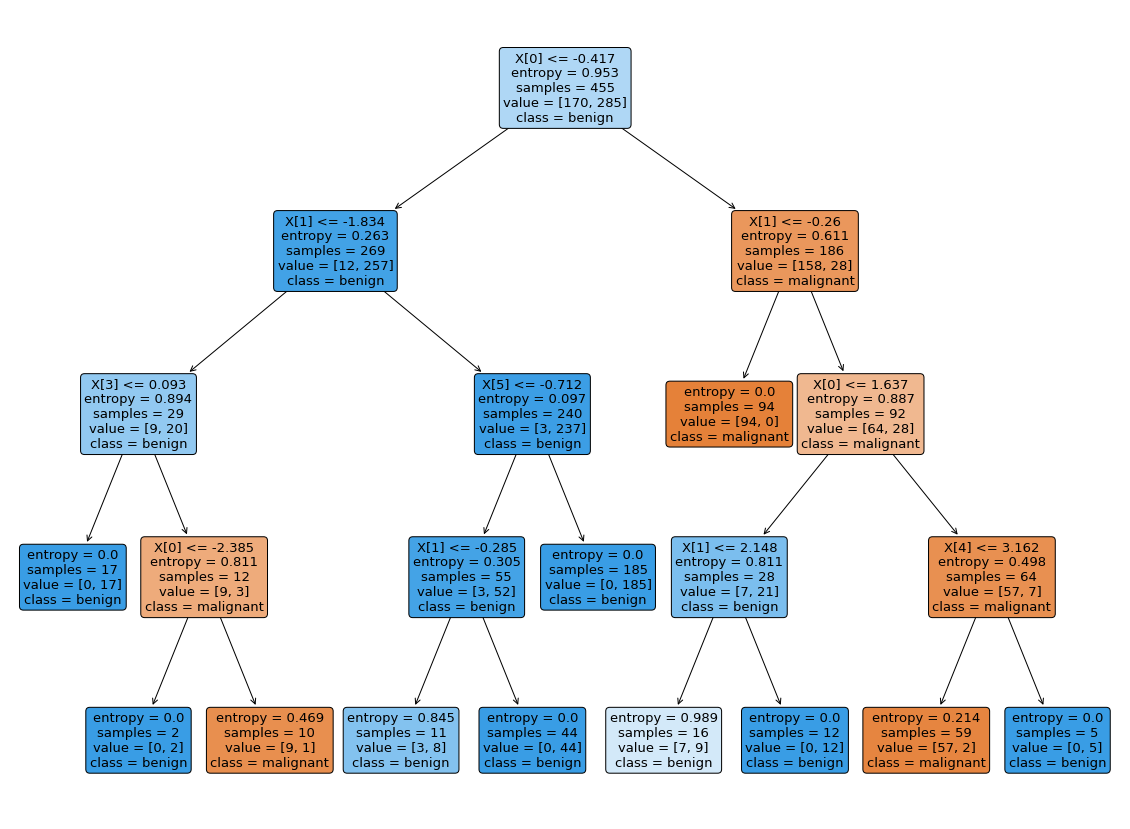 X[0] <= -0.417
entropy = 0.953
samples = 455
value = [170, 285]
class = benign
X[1] <= -1.834
entropy = 0.263
samples = 269
value = [12, 257]
class = benign
X[1] <= -0.26
entropy = 0.611
samples = 186
value = [158, 28]
class = malignant
X[3] <= 0.093
entropy = 0.894
samples = 29
value = [9, 20]
class = benign
X[5] <= -0.712
entropy = 0.097
samples = 240
value = [3, 237]
class = benign
entropy = 0.0
samples = 94
value = [94, 0]
class = malignant
X[0] <= 1.637
entropy = 0.887
samples = 92
value = [64, 28]
class = malignant
entropy = 0.0
samples = 17
value = [0, 17]
class = benign
X[0] <= -2.385
entropy = 0.811
samples = 12
value = [9, 3]
class = malignant
X[1] <= -0.285
entropy = 0.305
samples = 55
value = [3, 52]
class = benign
entropy = 0.0
samples = 185
value = [0, 185]
class = benign
X[1] <= 2.148
entropy = 0.811
samples = 28
value = [7, 21]
class = benign
X[4] <= 3.162
entropy = 0.498
samples = 64
value = [57, 7]
class = malignant
entropy = 0.0
samples = 2
value = [0, 2]
class = benign
entropy = 0.469
samples = 10
value = [9, 1]
class = malignant
entropy = 0.845
samples = 11
value = [3, 8]
class = benign
entropy = 0.0
samples = 44
value = [0, 44]
class = benign
entropy = 0.989
samples = 16
value = [7, 9]
class = benign
entropy = 0.0
samples = 12
value = [0, 12]
class = benign
entropy = 0.214
samples = 59
value = [57, 2]
class = malignant
entropy = 0.0
samples = 5
value = [0, 5]
class = benign